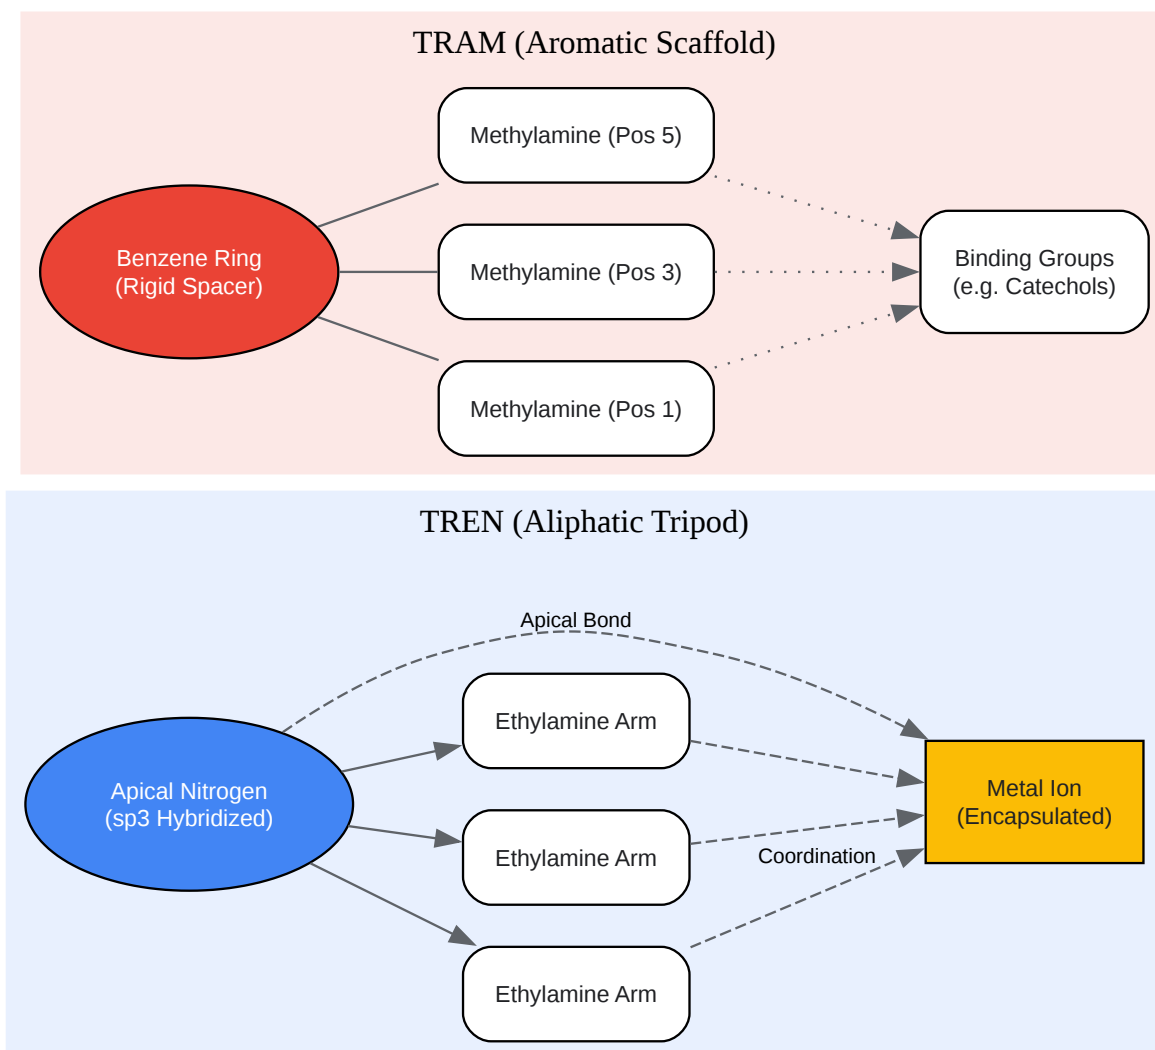 TRAM (Aromatic Scaffold)
Methylamine (Pos 5)
Benzene Ring
(Rigid Spacer)
Methylamine (Pos 3)
Binding Groups
(e.g. Catechols)
Methylamine (Pos 1)
TREN (Aliphatic Tripod)
Apical Bond
Ethylamine Arm
Apical Nitrogen
(sp3 Hybridized)
Metal Ion
(Encapsulated)
Ethylamine Arm
Coordination
Ethylamine Arm